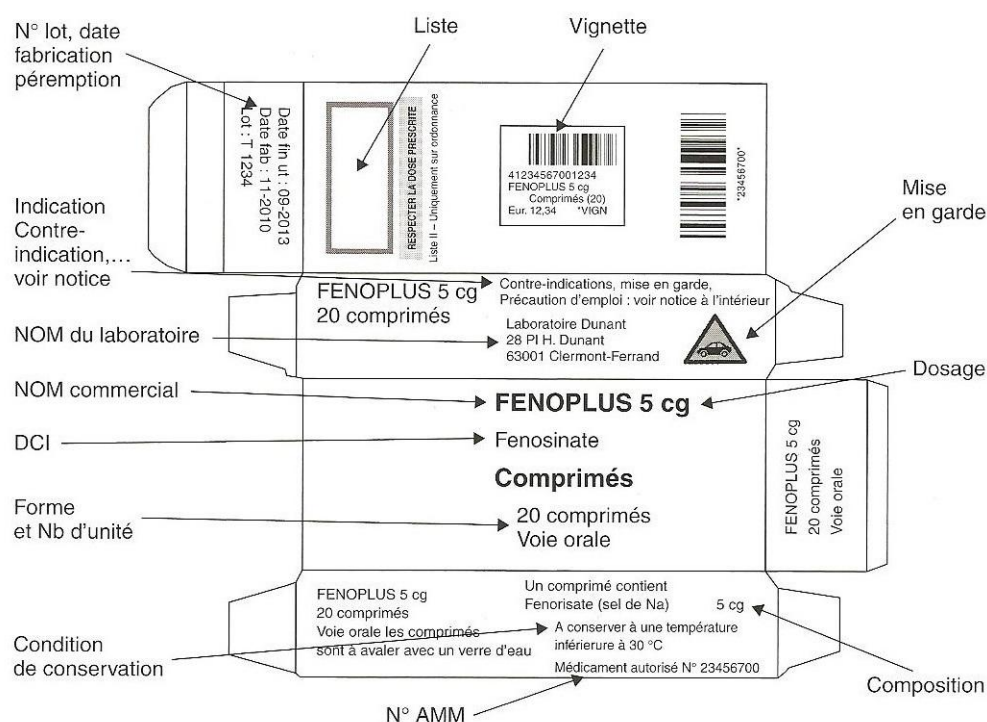 N° lot, date
fabrication
péremption
Liste
Vignette
Date fin ut : 09-2013
Date fab : 11-2010
Lot : T 1234
RESPECTER LA DOSE PRESCRITE
Liste II – Uniquement sur ordonnance
41234567001234
FENOPLUS 5 cg
Comprimés (20)
Eur. 12,34 *VIGN
*23456700*
Mise
en garde
Indication
Contre-
indication,...
voir notice
FENOPLUS 5 cg
20 comprimés
Contre-indications, mise en garde,
Précaution d'emploi : voir notice à l'intérieur
NOM du laboratoire
Laboratoire Dunant
28 Pl H. Dunant
63001 Clermont-Ferrand
NOM commercial
FENOPLUS 5 cg
Dosage
DCI
Fenosinate
Comprimés
Forme
et Nb d'unité
20 comprimés
Voie orale
FENOPLUS 5 cg
20 comprimés
Voie orale
FENOPLUS 5 cg
20 comprimés
Voie orale les comprimés
sont à avaler avec un verre d'eau
Un comprimé contient
Fenorisate (sel de Na) 5 cg
A conserver à une température
inférierure à 30 °C
Médicament autorisé N° 23456700
Condition
de conservation
Composition
N° AMM